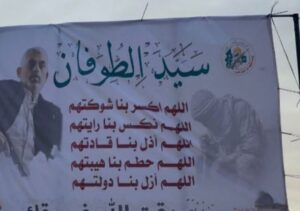 سيد الطوفان
اللهم اكسر بنا شوكتهم
اللهم نكس بنا رايتهم
اللهم أذل بنا قادتهم
اللهم حطم بنا هيبتهم
اللهم أزل بنا دولتهم